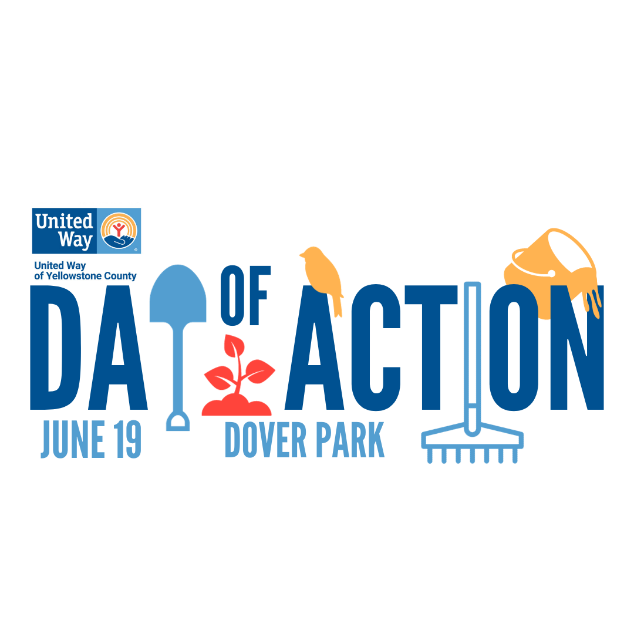 United
Way
United Way
of Yellowstone County
DAY OF ACTION
JUNE 19
DOVER PARK